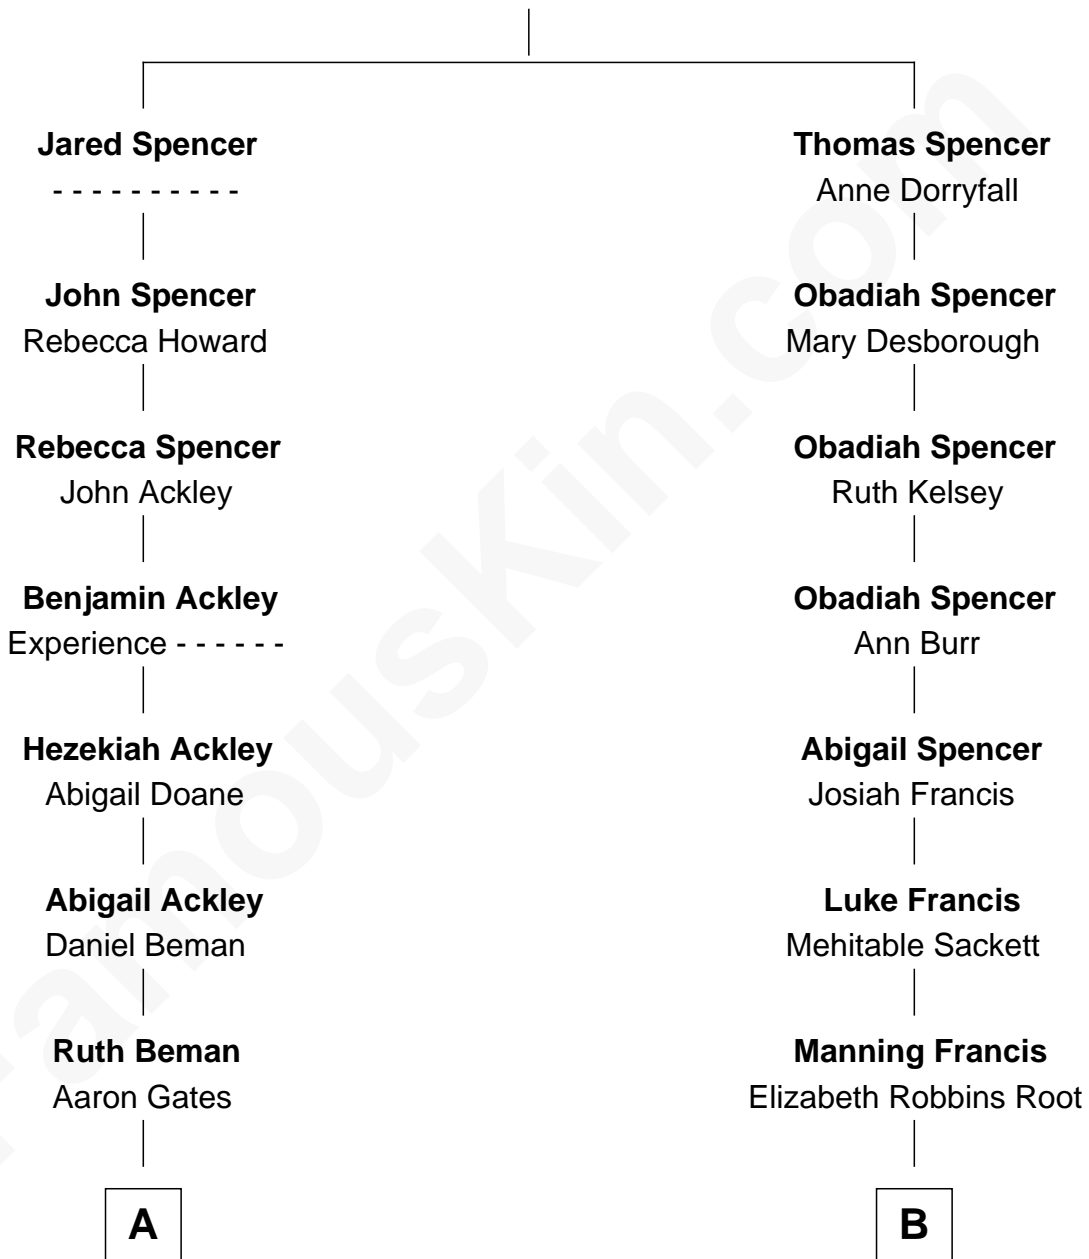 Jared Spencer
- - - - - - - - - -
John Spencer
Rebecca Howard
Rebecca Spencer
John Ackley
Benjamin Ackley
Experience - - - - - -
Hezekiah Ackley
Abigail Doane
Abigail Ackley
Daniel Beman
Ruth Beman
Aaron Gates
A
Thomas Spencer
Anne Dorryfall
Obadiah Spencer
Mary Desborough
Obadiah Spencer
Ruth Kelsey
Obadiah Spencer
Ann Burr
Abigail Spencer
Josiah Francis
Luke Francis
Mehitable Sackett
Manning Francis
Elizabeth Robbins Root
B
FamousKin.com